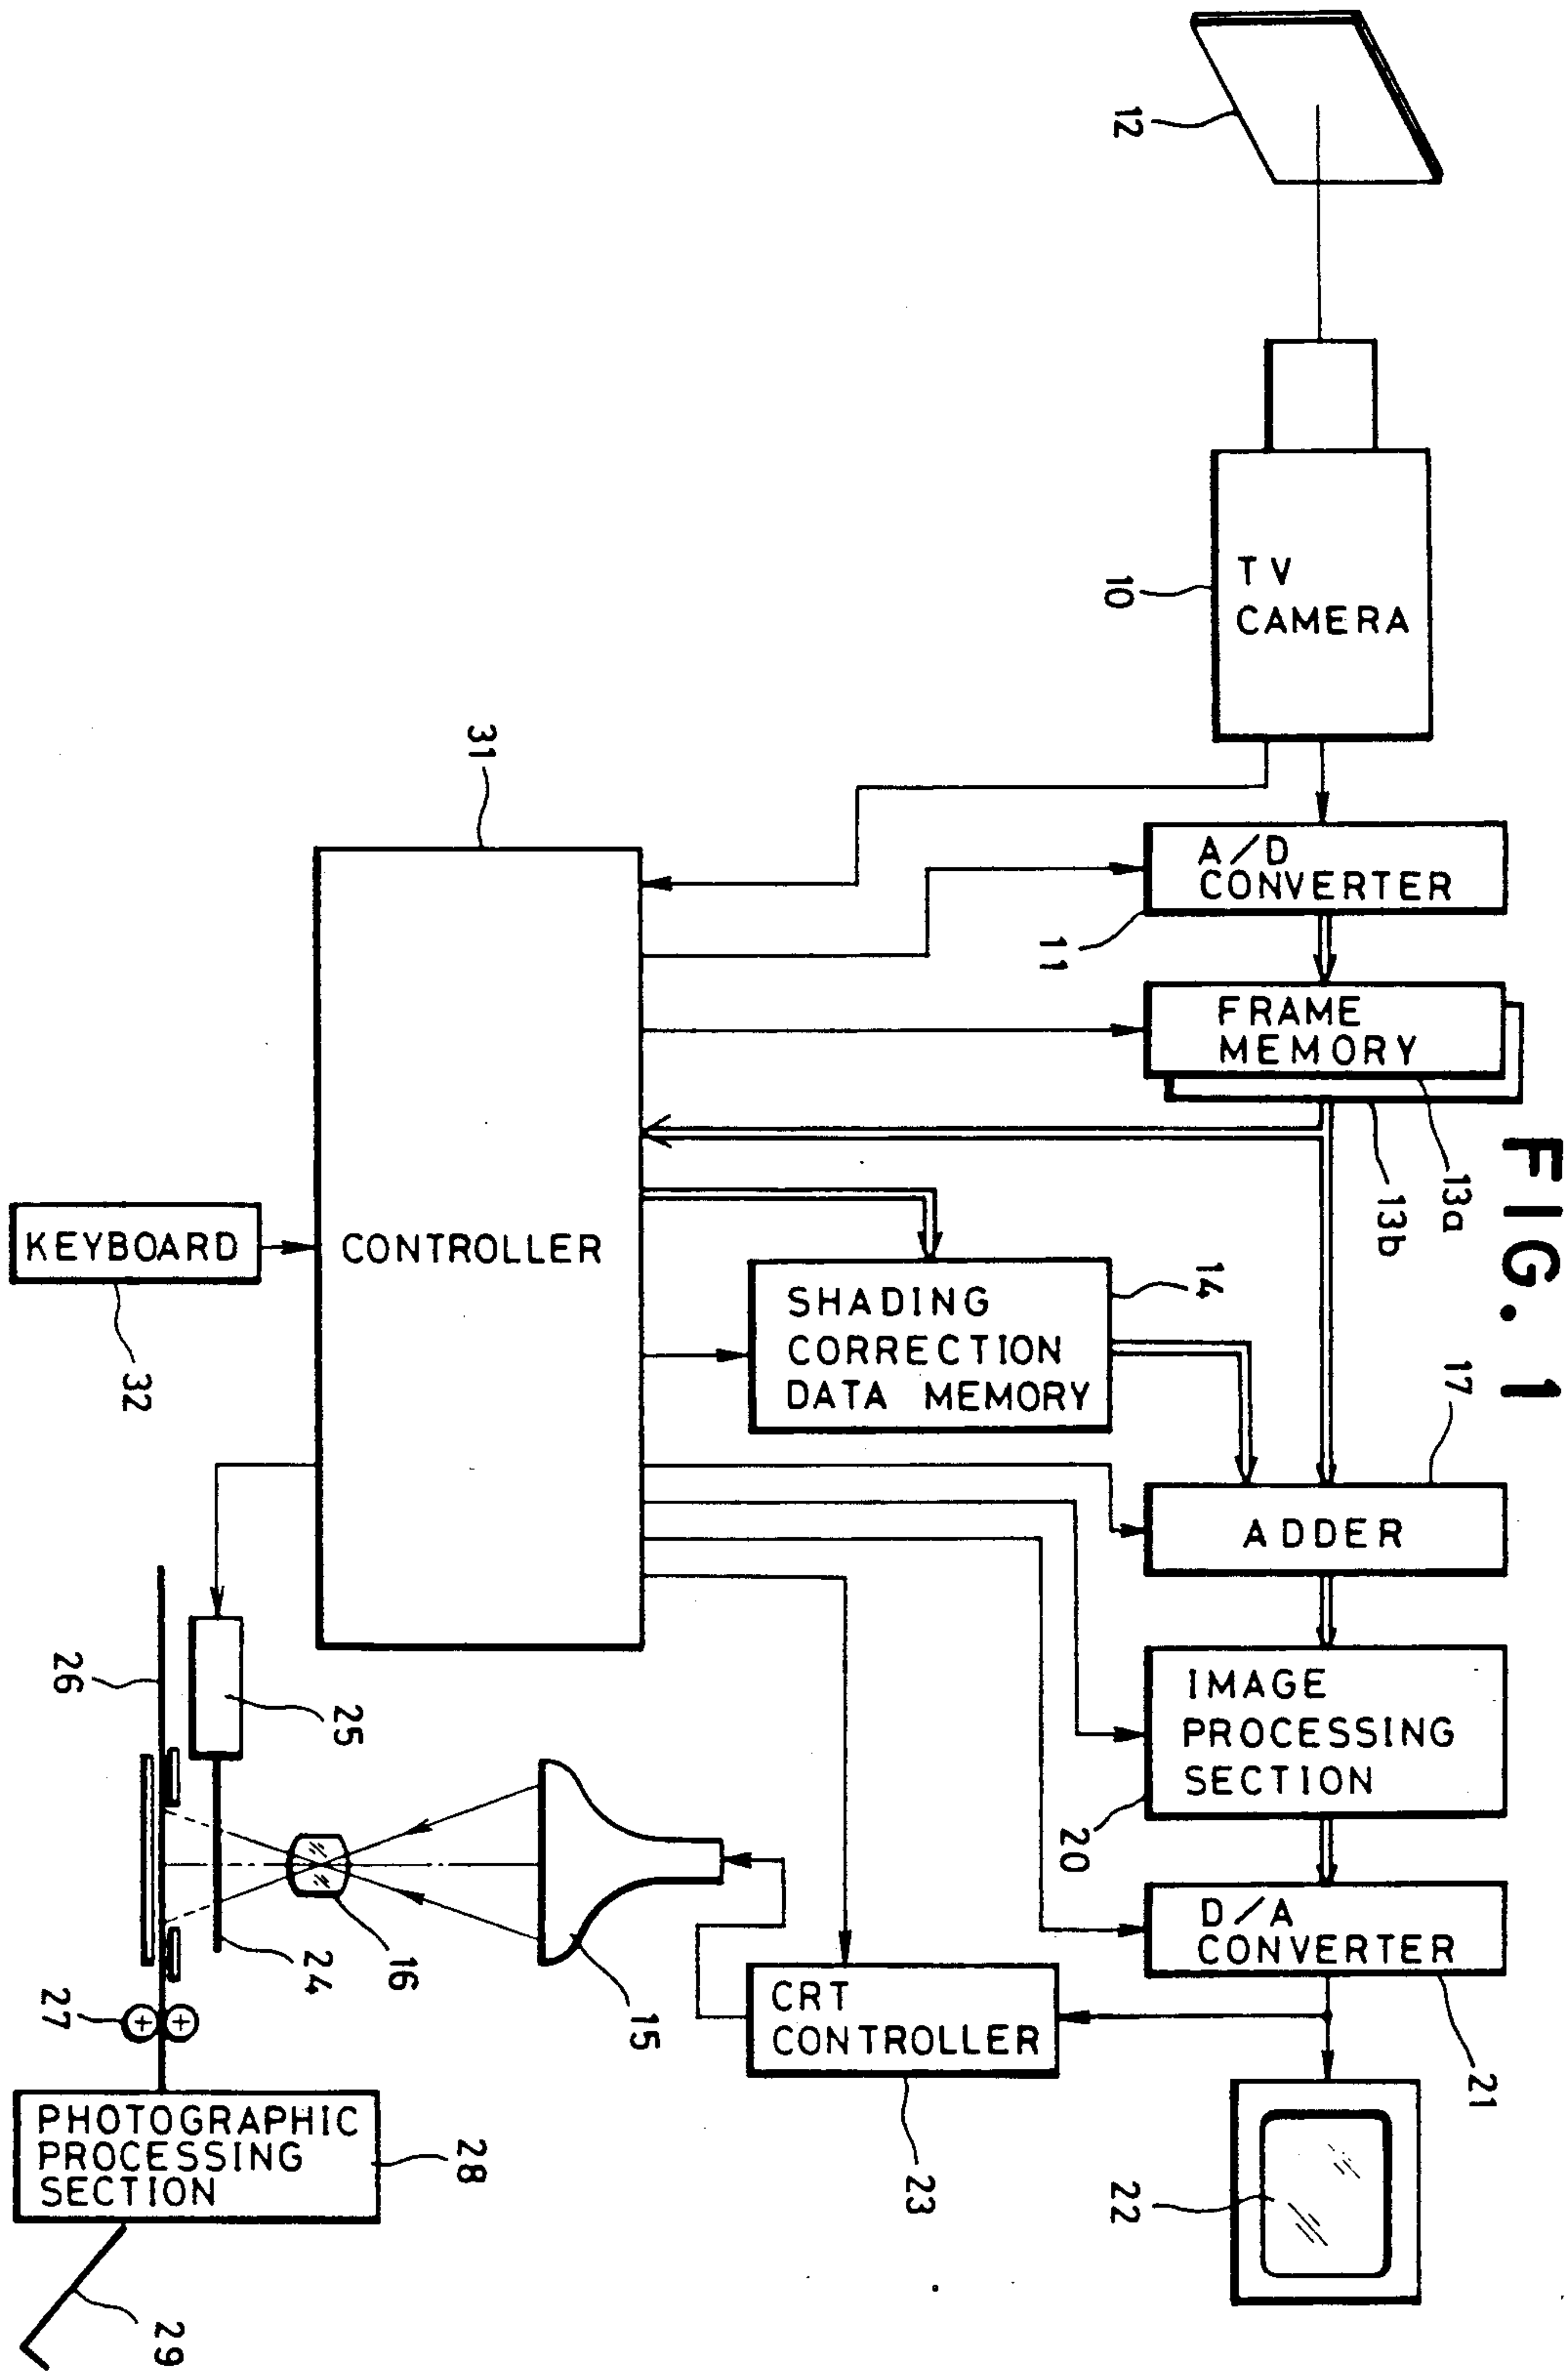 FIG. 1
12
10
TV
CAMERA
A/D
CONVERTER
11
FRAME
MEMORY
13a
13b
31
CONTROLLER
KEYBOARD
32
SHADING
CORRECTION
DATA MEMORY
14
17
ADDER
IMAGE
PROCESSING
SECTION
20
D/A
CONVERTER
21
22
CRT
CONTROLLER
23
15
16
24
25
26
27
PHOTOGRAPHIC
PROCESSING
SECTION
28
29